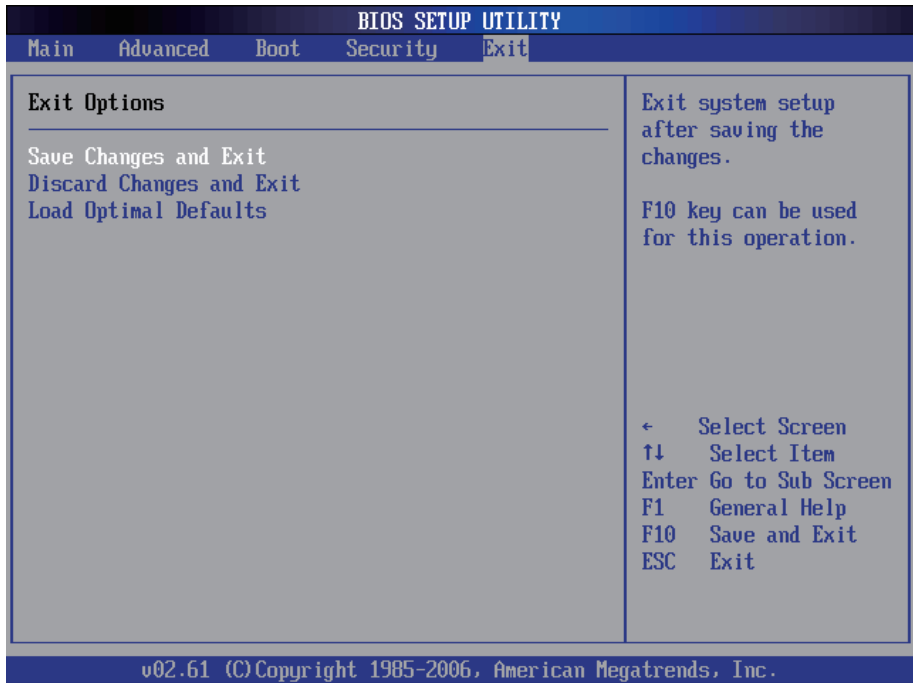 BIOS SETUP UTILITY
Main Advanced Boot Security Exit
Exit Options
Save Changes and Exit
Discard Changes and Exit
Load Optimal Defaults
Exit system setup
after saving the
changes.
F10 key can be used
for this operation.
← Select Screen
↑↓ Select Item
Enter Go to Sub Screen
F1 General Help
F10 Save and Exit
ESC Exit
v02.61 (C)Copyright 1985-2006, American Megatrends, Inc.